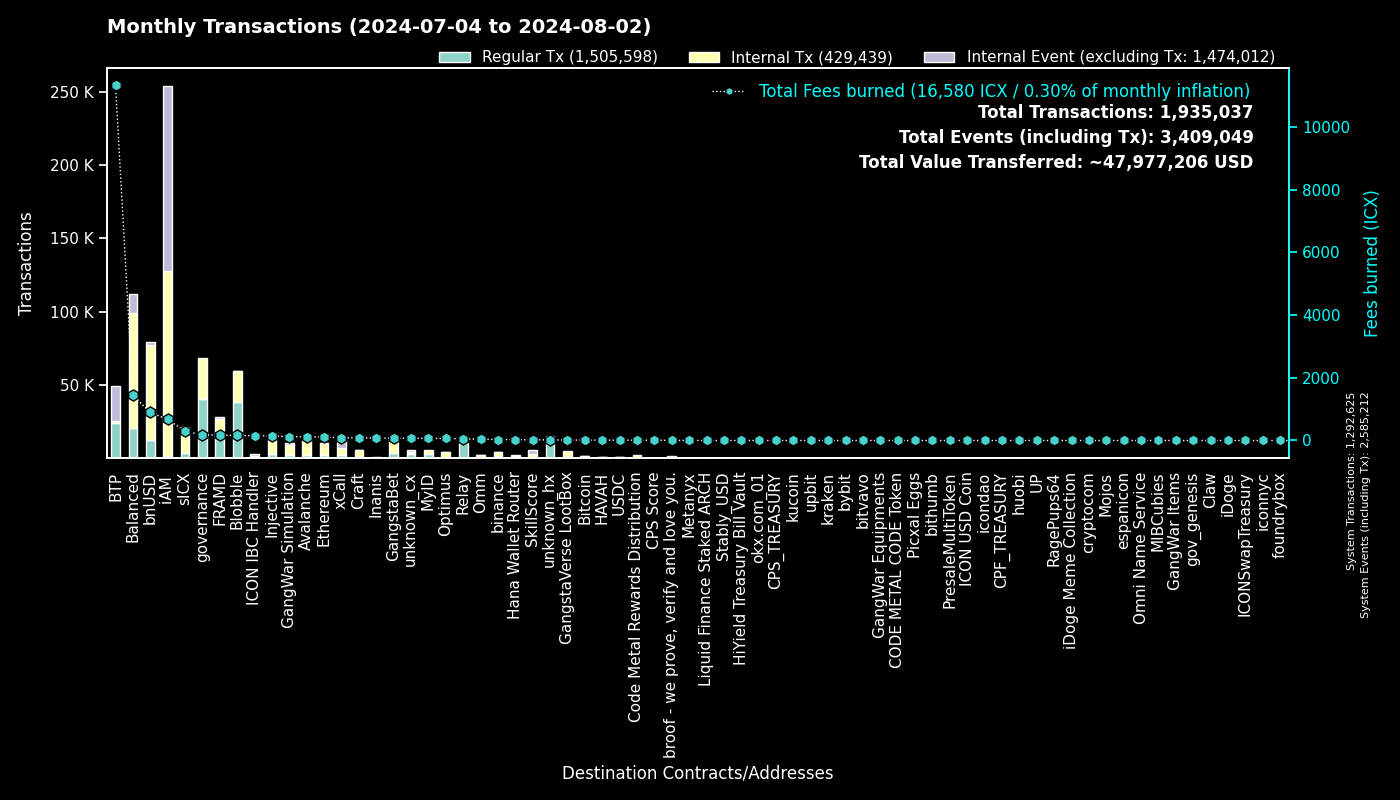 Monthly Transactions (2024-07-04 to 2024-08-02)
Regular Tx (1,505,598)
Internal Tx (429,439)
Internal Event (excluding Tx: 1,474,012)
Total Fees burned (16,580 ICX / 0.30% of monthly inflation)
Total Transactions: 1,935,037
Total Events (including Tx): 3,409,049
Total Value Transferred: ~47,977,206 USD
Transactions
250 K
200 K
150 K
100 K
50 K
10000
8000
6000
4000
2000
0
Fees burned (ICX)
System Transactions: 1,292,625
System Events (including Tx): 2,585,212
BTP
Balanced
bnUSD
iAM
sICX
governance
FRAMD
Blobble
ICON IBC Handler
Injective
GangWar Simulation
Avalanche
Ethereum
xCall
Craft
Inanis
GangstaBet
unknown_cx
MyID
Optimus
Relay
Omm
binance
Hana Wallet Router
SkillScore
unknown_hx
GangstaVerse LootBox
Bitcoin
HAVAH
USDC
Code Metal Rewards Distribution
CPS Score
broof - we prove, verify and love you.
Metanyx
Liquid Finance Staked ARCH
Stably_USD
HiYield Treasury Bill Vault
okx.com_01
CPS_TREASURY
kucoin
upbit
kraken
bybit
bitvavo
GangWar Equipments
CODE METAL CODE Token
Picxal Eggs
bithumb
PresaleMultiToken
ICON USD Coin
icondao
CPF_TREASURY
huobi
UP
RagePups64
iDoge Meme Collection
cryptocom
Mojos
espanicon
Omni Name Service
MIBCubies
GangWar Items
gov_genesis
Claw
iDoge
ICONSwapTreasury
iconnyc
foundrybox
Destination Contracts/Addresses